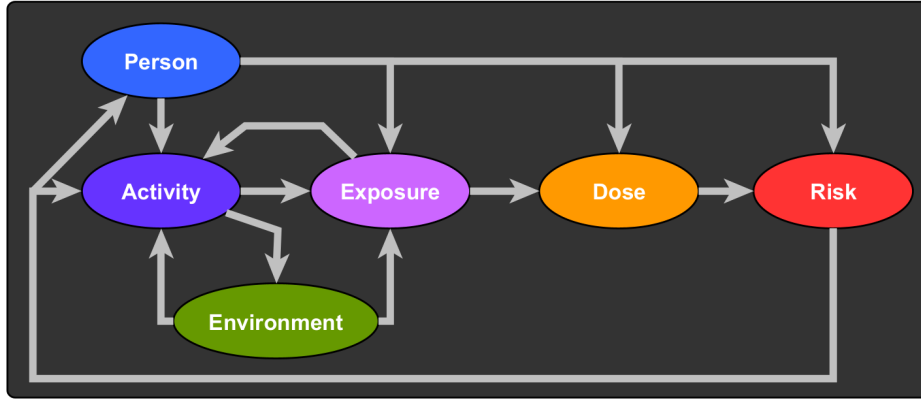 Person
Activity
Exposure
Dose
Risk
Environment